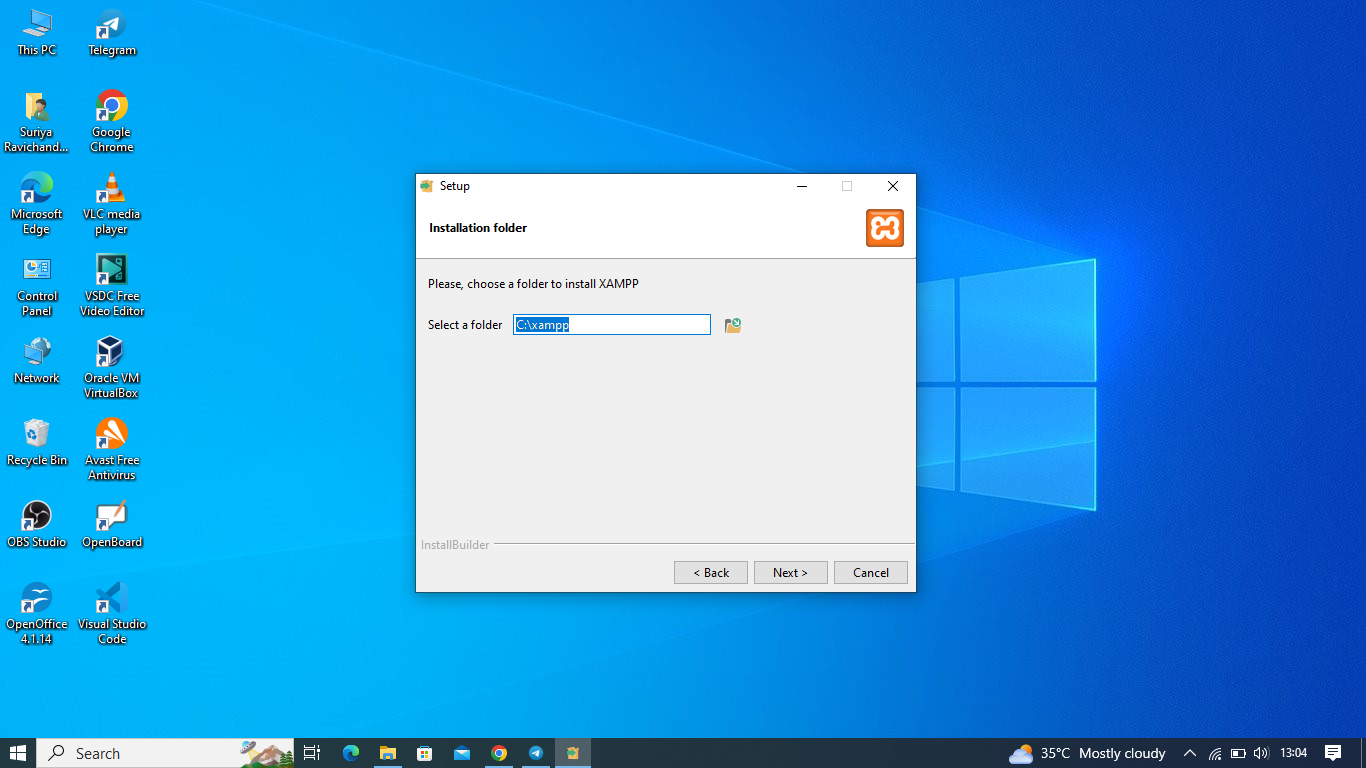 This PC
Telegram
Suriya
Ravichand...
Google
Chrome
Microsoft
Edge
VLC media
player
Control
Panel
VSDC Free
Video Editor
Network
Oracle VM
VirtualBox
Recycle Bin
Avast Free
Antivirus
OBS Studio
OpenBoard
OpenOffice
4.1.14
Visual Studio
Code
Setup
Installation folder
Please, choose a folder to install XAMPP
Select a folder C:\xampp
InstallBuilder
< Back Next > Cancel
Search 35°C Mostly cloudy 13:04